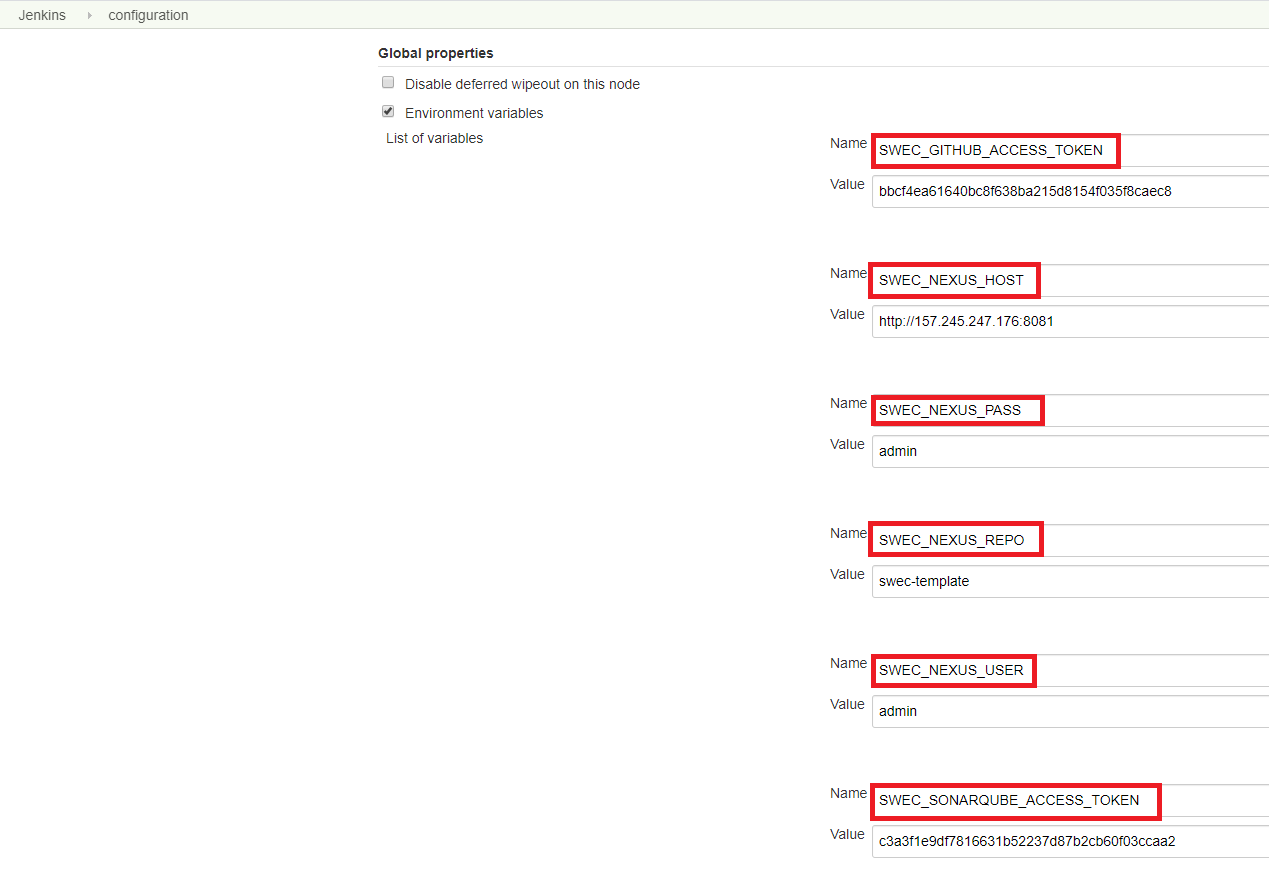 Jenkins configuration
Global properties
Disable deferred wipeout on this node
Environment variables
List of variables
Name SWEC_GITHUB_ACCESS_TOKEN
Value bbcf4ea61640bc8f638ba215d8154f035f8caec8
Name SWEC_NEXUS_HOST
Value http://157.245.247.176:8081
Name SWEC_NEXUS_PASS
Value admin
Name SWEC_NEXUS_REPO
Value swec-template
Name SWEC_NEXUS_USER
Value admin
Name SWEC_SONARQUBE_ACCESS_TOKEN
Value c3a3f1e9df7816631b52237d87b2cb60f03ccaa2